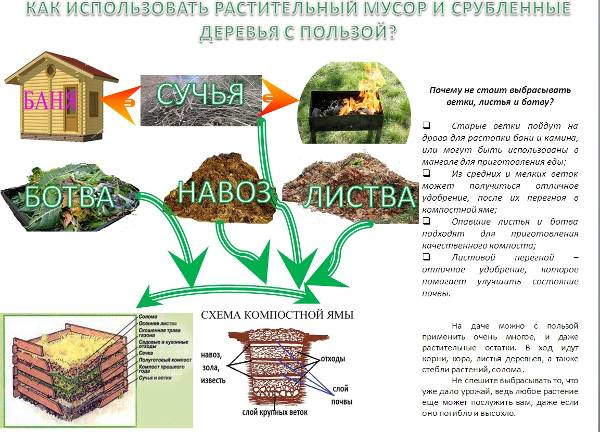 КАК ИСПОЛЬЗОВАТЬ РАСТИТЕЛЬНЫЙ МУСОР И СРУБЛЕННЫЕ
ДЕРЕВЬЯ С ПОЛЬЗОЙ?
БАНЯ
СУЧЬЯ
БОТВА
НАВОЗ
ЛИСТВА
Почему не стоит выбрасывать
ветки, листья и ботву?
❑ Старые ветки пойдут на
дрова для растопки бани и камина,
или могут быть использованы в
мангале для приготовления еды;
❑ Из средних и мелких веток
может получиться отличное
удобрение, после их перегноя в
компостной яме;
❑ Опавшие листья и ботва
подходят для приготовления
качественного компоста;
❑ Листовой перегной –
отличное удобрение, которое
помогает улучшить состояние
почвы.
На даче можно с пользой
применить очень многое, и даже
растительные остатки. В ход идут
корни, кора, листья деревьев, а также
стебли растений, солома.
Не спешите выбрасывать то, что
уже дало урожай, ведь любое растение
еще может послужить вам, даже если
оно погибло и высохло.
Солома
Осенняя листва
Скошенная трава
газона
Садовые и кухонные
отходы
Сечка
Полуготовый компост
Компост прошлого
года
Сучья и ветки
СХЕМА КОМПОСТНОЙ ЯМЫ
навоз,
зола,
известь
отходы
слой
почвы
слой крупных веток